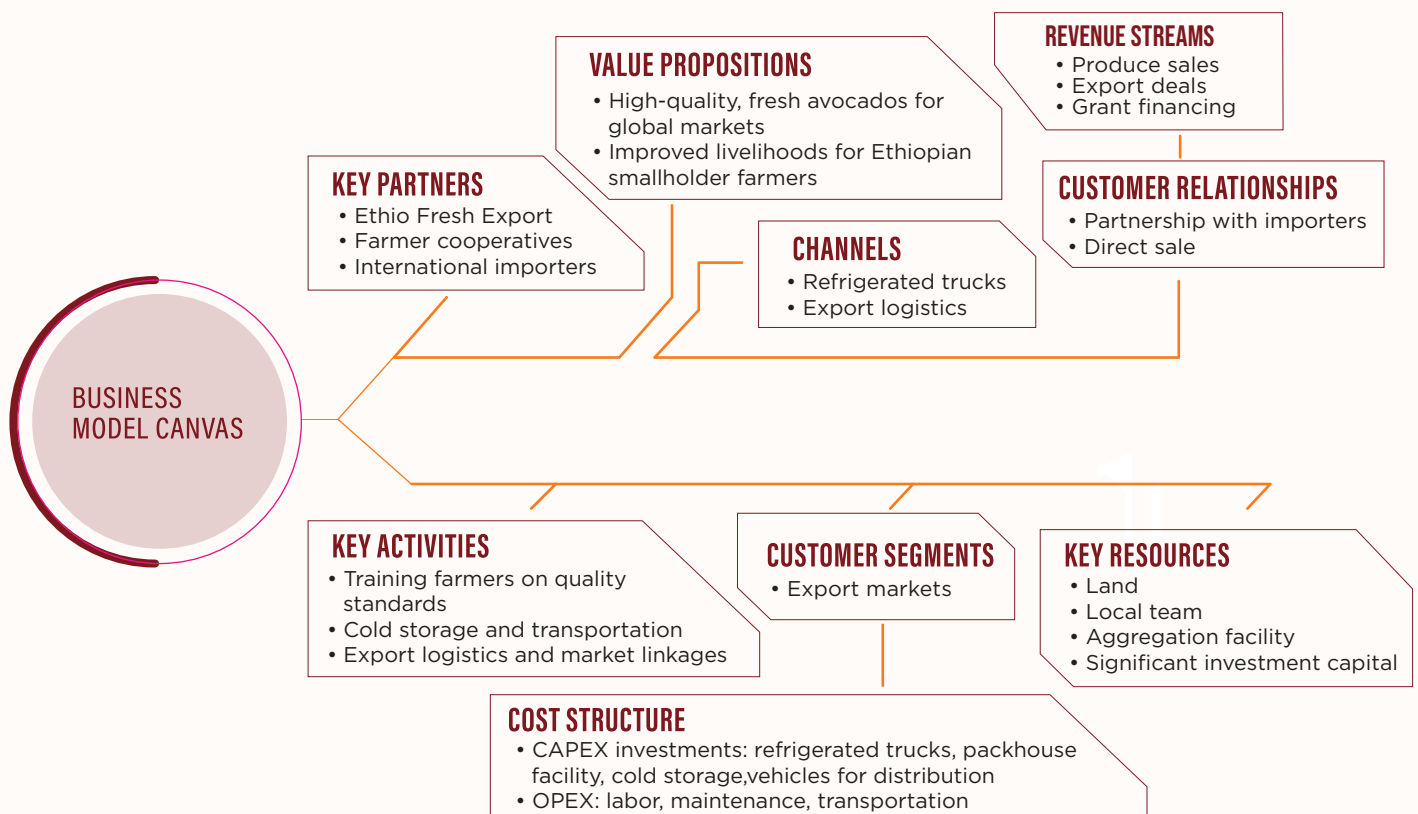 BUSINESS
MODEL CANVAS
KEY PARTNERS
• Ethio Fresh Export
• Farmer cooperatives
• International importers
VALUE PROPOSITIONS
• High-quality, fresh avocados for
global markets
• Improved livelihoods for Ethiopian
smallholder farmers
CHANNELS
• Refrigerated trucks
• Export logistics
REVENUE STREAMS
• Produce sales
• Export deals
• Grant financing
CUSTOMER RELATIONSHIPS
• Partnership with importers
• Direct sale
KEY ACTIVITIES
• Training farmers on quality
standards
• Cold storage and transportation
• Export logistics and market linkages
CUSTOMER SEGMENTS
• Export markets
1
KEY RESOURCES
• Land
• Local team
• Aggregation facility
• Significant investment capital
COST STRUCTURE
• CAPEX investments: refrigerated trucks, packhouse
facility, cold storage,vehicles for distribution
• OPEX: labor, maintenance, transportation